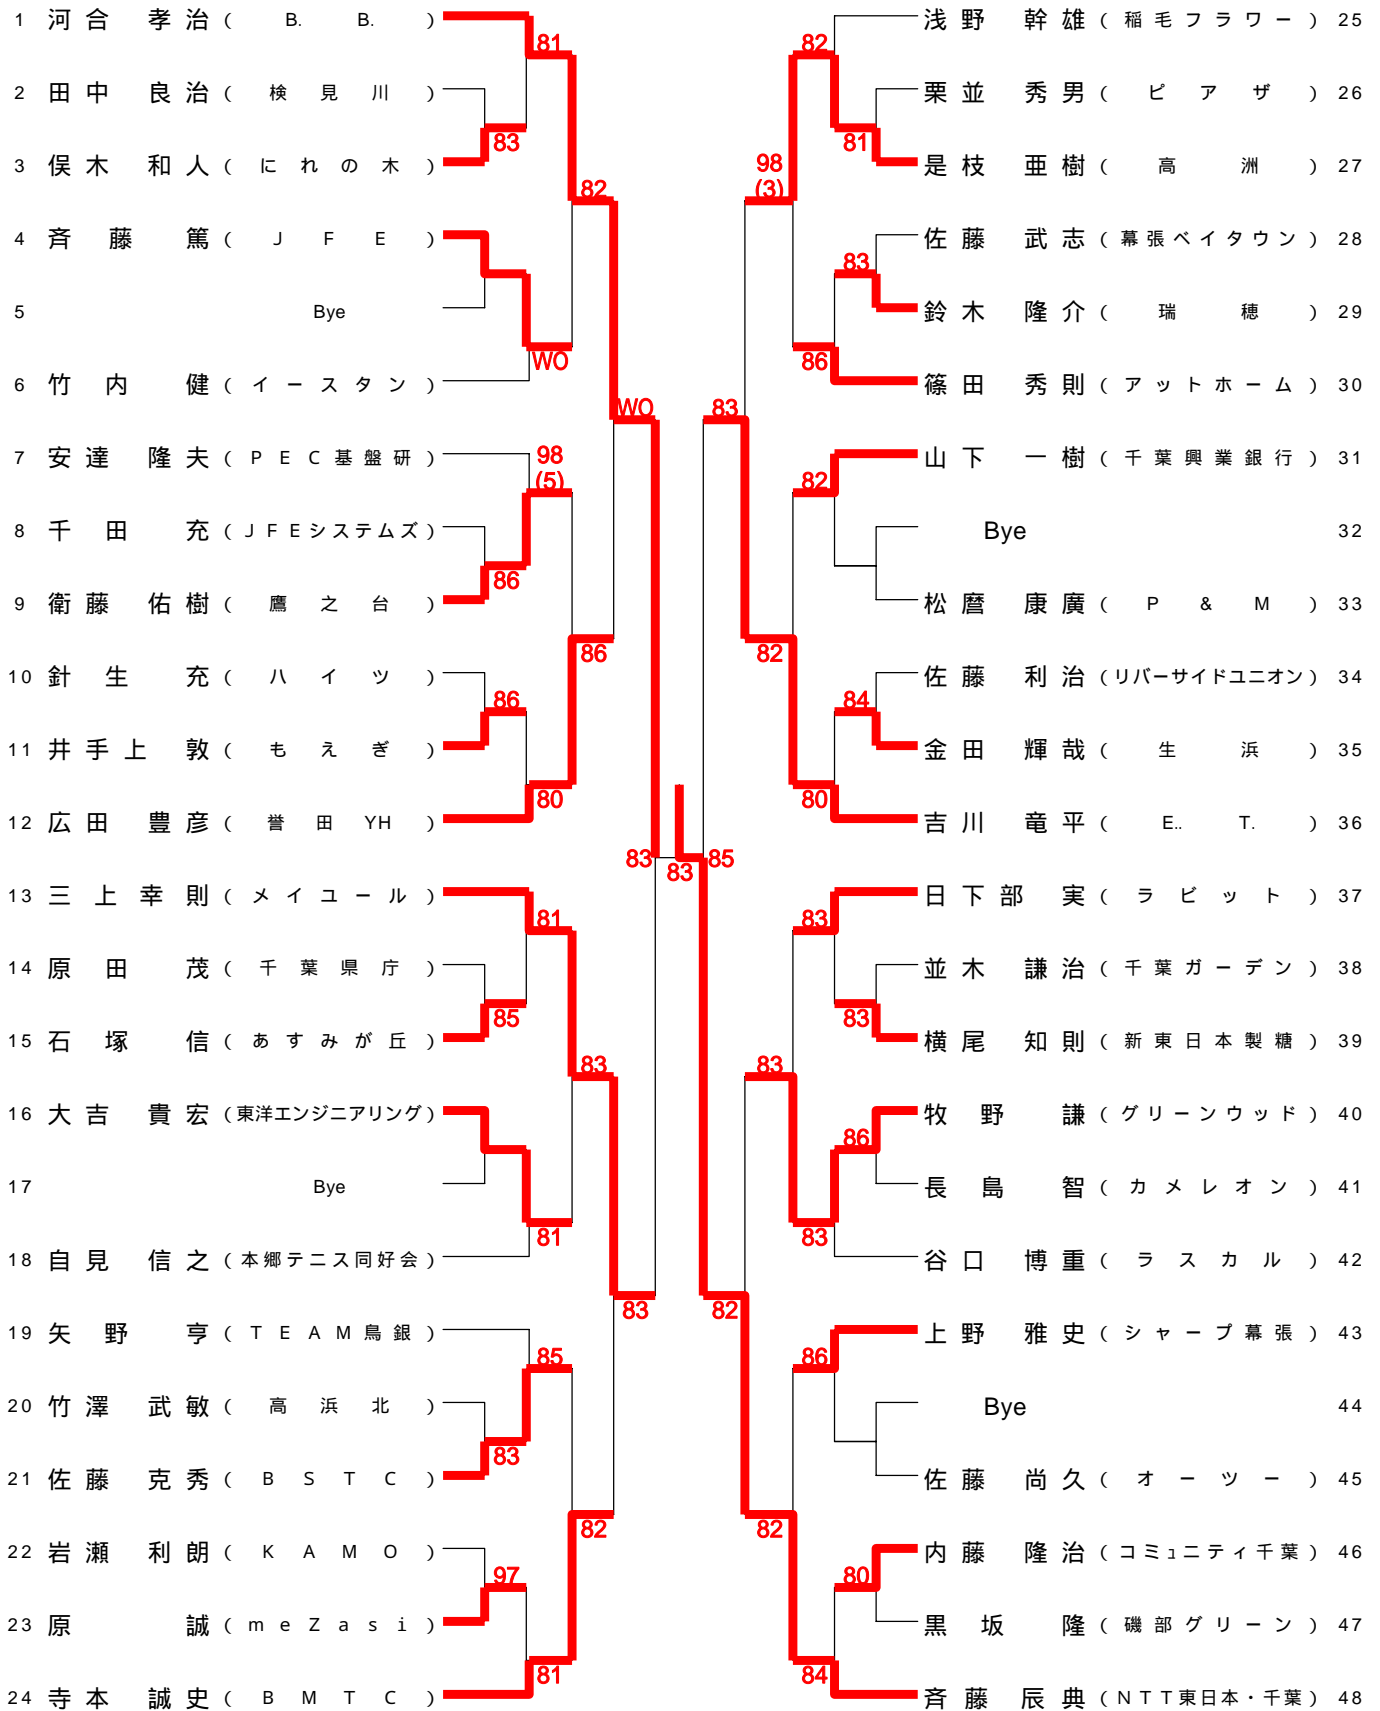 1 河合 孝治 ( B. B. )
81
2 田中 良治 ( 検見川 )
83
3 俣木 和人 ( にれの木 )
82
4 斉藤 篤 ( JFE )
5 Bye
WO
6 竹内 健 ( イースタン )
WO
7 安達 隆夫 ( PEC基盤研 )
98
(5)
8 千田 充 ( JFEシステムズ )
86
9 衛藤 佑樹 ( 鷹之台 )
86
10 針生 充 ( ハイツ )
86
11 井手上 敦 ( もえぎ )
80
12 広田 豊彦 ( 誉田 YH )
83
13 三上 幸則 ( メイユール )
81
14 原田 茂 ( 千葉県庁 )
85
15 石塚 信 ( あすみが丘 )
83
16 大吉 貴宏 ( 東洋エンジニアリング )
17 Bye
81
18 自見 信之 ( 本郷テニス同好会 )
83
19 矢野 亨 ( TEAM鳥銀 )
85
20 竹澤 武敏 ( 高浜北 )
83
21 佐藤 克秀 ( BSTC )
82
22 岩瀬 利朗 ( KAMO )
97
23 原 誠 ( meZasi )
81
24 寺本 誠史 ( BMTC )
83
浅野 幹雄 ( 稲毛フラワー ) 25
82
栗並 秀男 ( ピアザ ) 26
81
是枝 亜樹 ( 高洲 ) 27
98
(3)
佐藤 武志 ( 幕張ベイタウン ) 28
83
鈴木 隆介 ( 瑞穂 ) 29
86
篠田 秀則 ( アットホーム ) 30
83
山下 一樹 ( 千葉興業銀行 ) 31
82
Bye 32
松麿 康廣 ( P & M ) 33
82
佐藤 利治 ( リバーサイドユニオン ) 34
84
金田 輝哉 ( 生浜 ) 35
80
吉川 竜平 ( E.. T. ) 36
85
日下部 実 ( ラビット ) 37
83
並木 謙治 ( 千葉ガーデン ) 38
83
横尾 知則 ( 新東日本製糖 ) 39
83
牧野 謙 ( グリーンウッド ) 40
86
長島 智 ( カメレオン ) 41
83
谷口 博重 ( ラスカル ) 42
82
上野 雅史 ( シャープ幕張 ) 43
86
Bye 44
佐藤 尚久 ( オーツー ) 45
82
内藤 隆治 ( コミュニティ千葉 ) 46
80
黒坂 隆 ( 磯部グリーン ) 47
84
斉藤 辰典 ( NTT東日本・千葉 ) 48